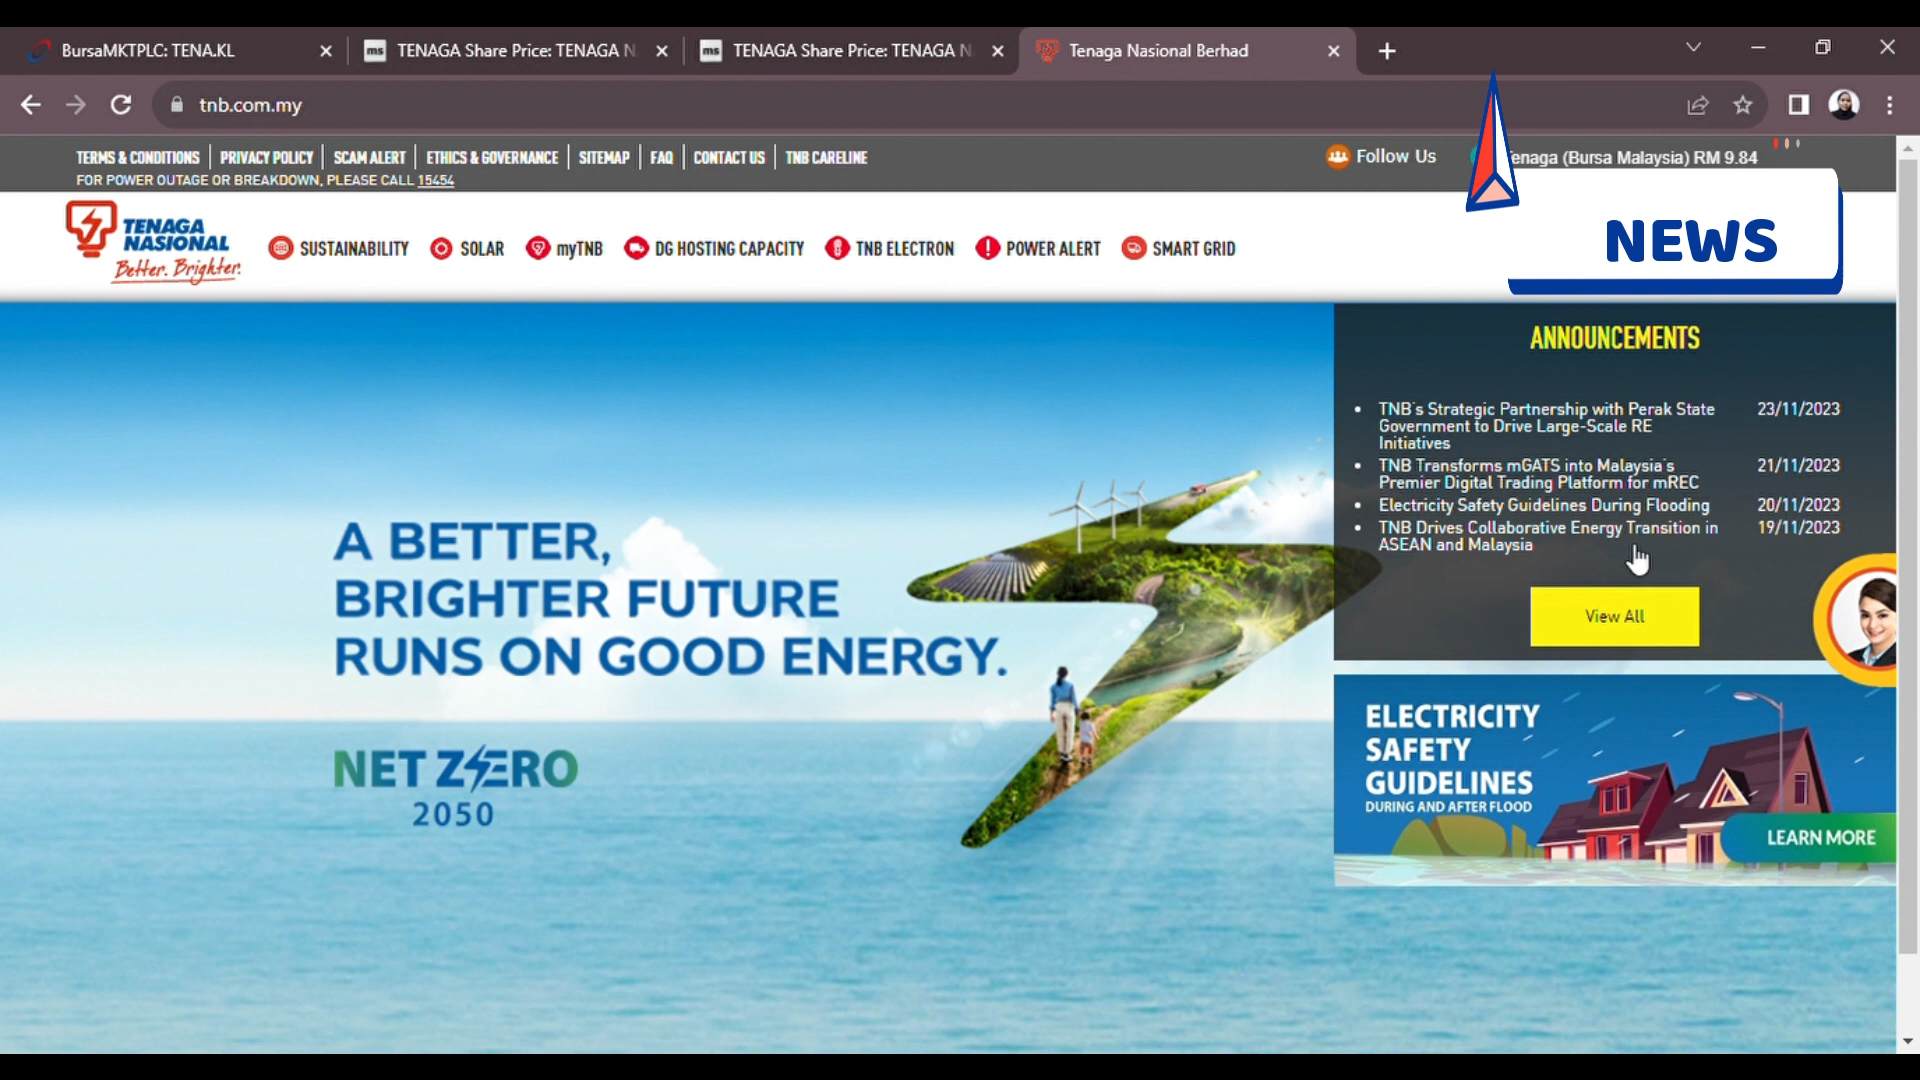 BursaMKTPLC: TENA.KL
TENAGA Share Price: TENAGA N
TENAGA Share Price: TENAGA N
Tenaga Nasional Berhad
tnb.com.my
TERMS & CONDITIONS | PRIVACY POLICY | SCAM ALERT | ETHICS & GOVERNANCE | SITEMAP | FAQ | CONTACT US | TNB CARELINE
FOR POWER OUTAGE OR BREAKDOWN, PLEASE CALL 15454
Follow Us
enaga (Bursa Malaysia) RM 9.84
NEWS
TENAGA
NASIONAL
Better. Brighter.
SUSTAINABILITY
SOLAR
myTNB
DG HOSTING CAPACITY
TNB ELECTRON
POWER ALERT
SMART GRID
A BETTER,
BRIGHTER FUTURE
RUNS ON GOOD ENERGY.
NET ZERO
2050
ANNOUNCEMENTS
TNB's Strategic Partnership with Perak State 23/11/2023
Government to Drive Large-Scale RE
Initiatives
TNB Transforms mGATS into Malaysia's 21/11/2023
Premier Digital Trading Platform for mREC
Electricity Safety Guidelines During Flooding 20/11/2023
TNB Drives Collaborative Energy Transition in 19/11/2023
ASEAN and Malaysia
View All
ELECTRICITY
SAFETY
GUIDELINES
DURING AND AFTER FLOOD
LEARN MORE
ms
ms